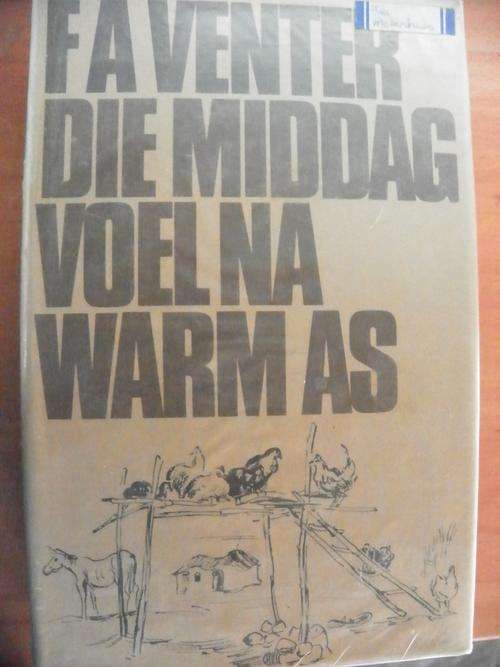 F A VENTER
DIE MIDDAG
VOEL NA
WARM AS